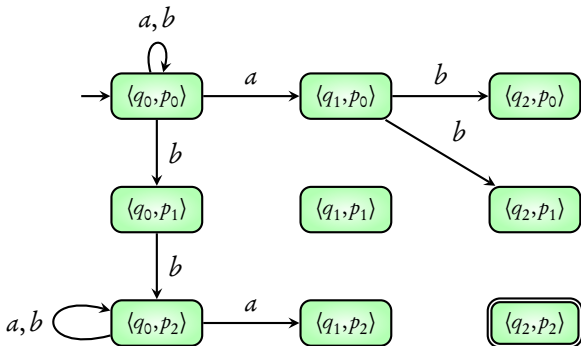 a, b
⟨q₀,p₀⟩ a ⟨q₁,p₀⟩ b ⟨q₂,p₀⟩
b b
⟨q₀,p₁⟩ ⟨q₁,p₁⟩ ⟨q₂,p₁⟩
b
a, b ⟨q₀,p₂⟩ a ⟨q₁,p₂⟩ ⟨q₂,p₂⟩